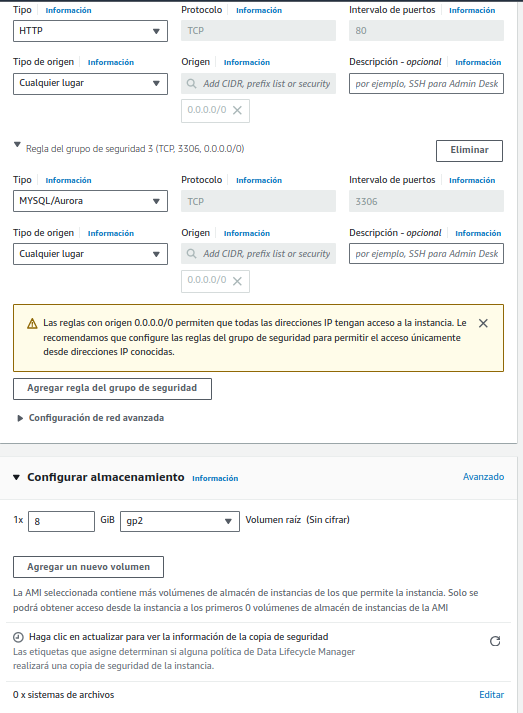 Tipo Información Protocolo Intervalo de puertos Información
HTTP TCP 80
Tipo de origen Información Origen Información Descripción - opcional Información
Cualquier lugar Add CIDR, prefix list or security por ejemplo, SSH para Admin Desk
0.0.0.0/0
Regla del grupo de seguridad 3 (TCP, 3306, 0.0.0.0/0) Eliminar
Tipo Información Protocolo Información Intervalo de puertos Información
MYSQL/Aurora TCP 3306
Tipo de origen Información Origen Información Descripción - opcional Información
Cualquier lugar Add CIDR, prefix list or security por ejemplo, SSH para Admin Desk
0.0.0.0/0
Las reglas con origen 0.0.0.0/0 permiten que todas las direcciones IP tengan acceso a la instancia. Le
recomendamos que configure las reglas del grupo de seguridad para permitir el acceso únicamente
desde direcciones IP conocidas.
Agregar regla del grupo de seguridad
Configuración de red avanzada
Configurar almacenamiento Información Avanzado
1x 8 GiB gp2 Volumen raíz (Sin cifrar)
Agregar un nuevo volumen
La AMI seleccionada contiene más volúmenes de almacén de instancias de los que permite la instancia. Solo se
podrá obtener acceso desde la instancia a los primeros 0 volúmenes de almacén de instancias de la AMI
Haga clic en actualizar para ver la información de la copia de seguridad
Las etiquetas que asigne determinan si alguna política de Data Lifecycle Manager
realizará una copia de seguridad de la instancia.
0 x sistemas de archivos Editar